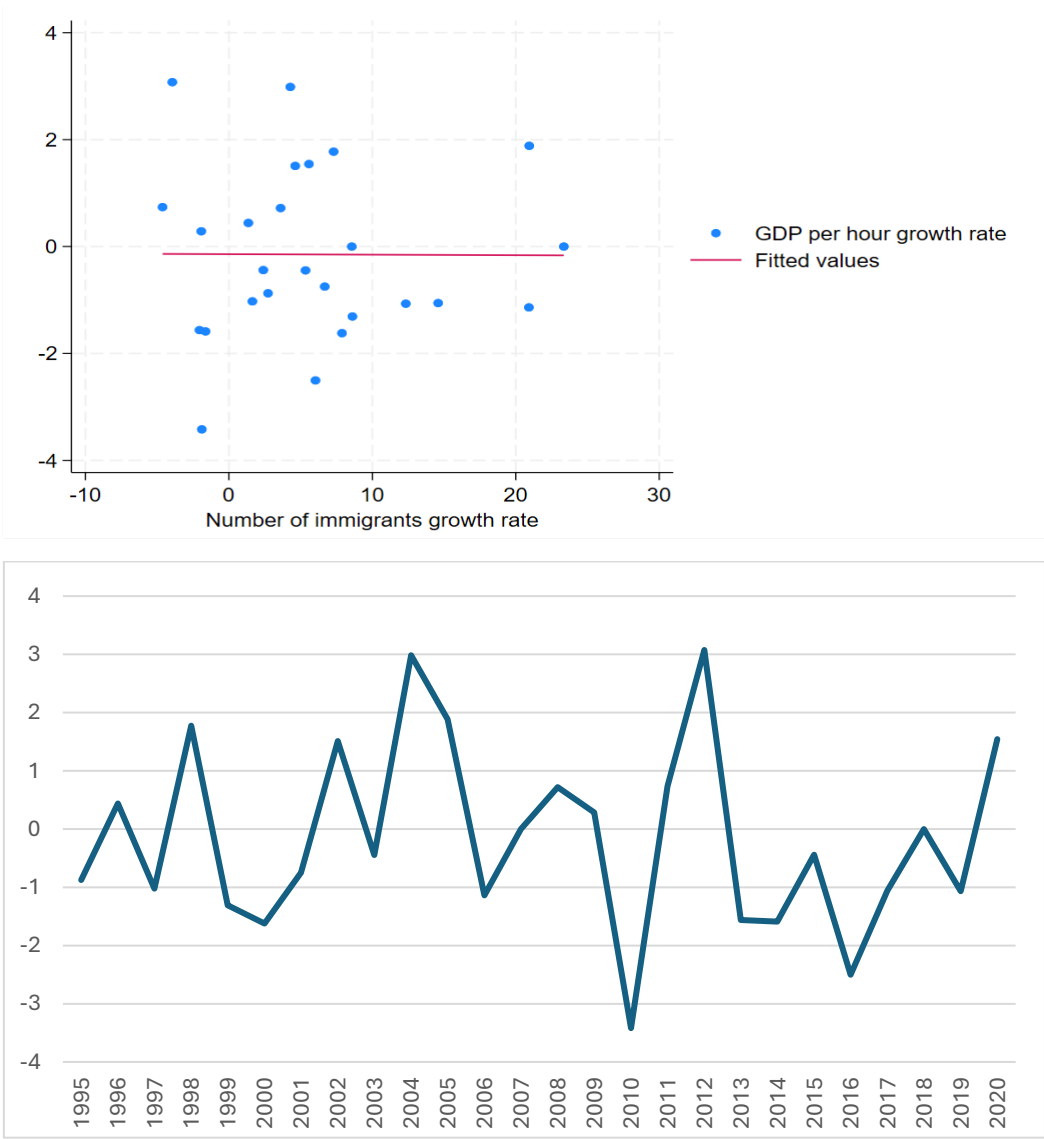 4
2
0
-2
-4
-10 0 10 20 30
Number of immigrants growth rate
GDP per hour growth rate
Fitted values
4
3
2
1
0
-1
-2
-3
-4
1995 1996 1997 1998 1999 2000 2001 2002 2003 2004 2005 2006 2007 2008 2009 2010 2011 2012 2013 2014 2015 2016 2017 2018 2019 2020